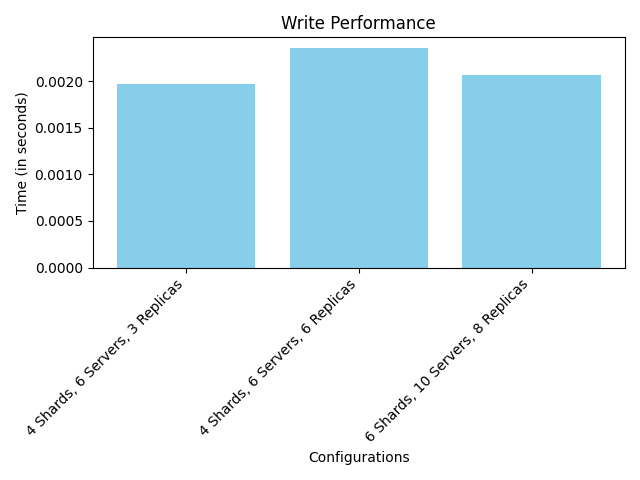 Write Performance
Time (in seconds)
0.0020
0.0015
0.0010
0.0005
0.0000
4 Shards, 6 Servers, 3 Replicas
4 Shards, 6 Servers, 6 Replicas
6 Shards, 10 Servers, 8 Replicas
Configurations